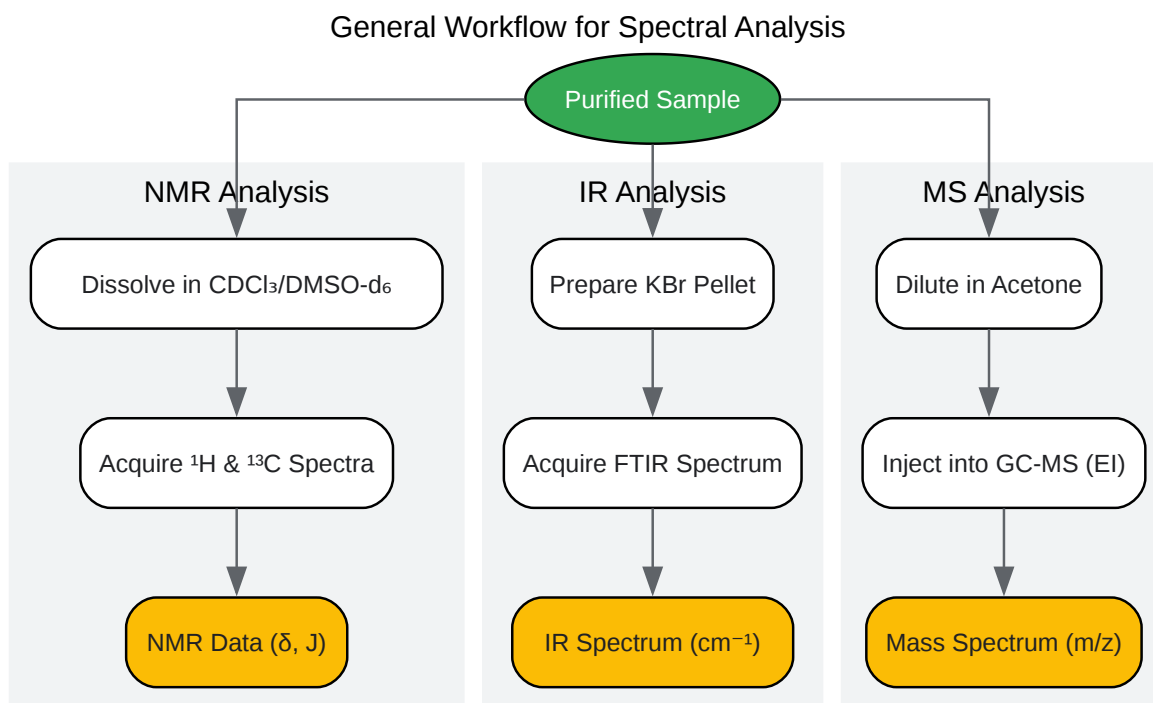 General Workflow for Spectral Analysis
Purified Sample
NMR Analysis
Dissolve in CDCl₃/DMSO-d₆
Acquire ¹H & ¹³C Spectra
NMR Data (δ, J)
IR Analysis
Prepare KBr Pellet
Acquire FTIR Spectrum
IR Spectrum (cm⁻¹)
MS Analysis
Dilute in Acetone
Inject into GC-MS (EI)
Mass Spectrum (m/z)